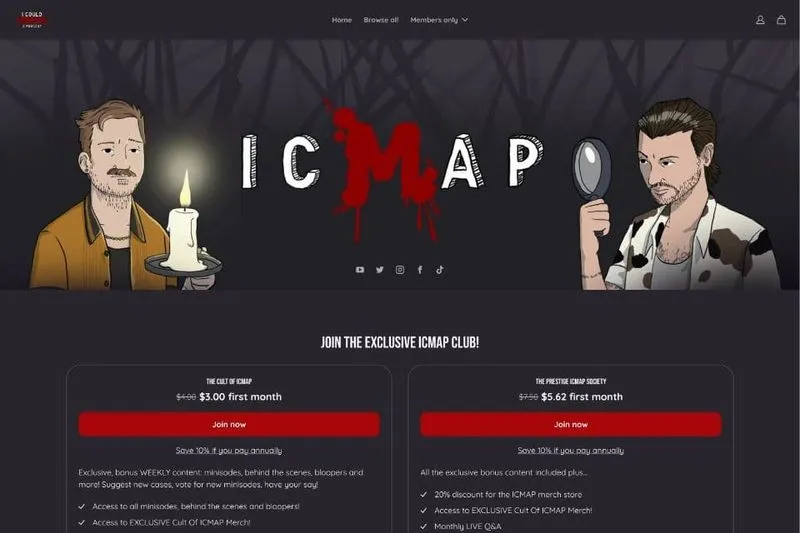 I COULD
Home
Browse all
Members only
ICMAP
JOIN THE EXCLUSIVE ICMAP CLUB!
THE CULT OF ICMAP
$4.00 $3.00 first month
Join now
Save 10% if you pay annually
Exclusive, bonus WEEKLY content: minisodes, behind the scenes, bloopers and
more! Suggest new cases, vote for new minisodes, have your say!
Access to all minisodes, behind the scenes and bloopers!
Access to EXCLUSIVE Cult Of ICMAP Merch!
THE PRESTIGE ICMAP SOCIETY
$7.50 $5.62 first month
Join now
Save 10% if you pay annually
All the exclusive bonus content included plus...
20% discount for the ICMAP merch store
Access to EXCLUSIVE Cult Of ICMAP Merch!
Monthly LIVE Q&A